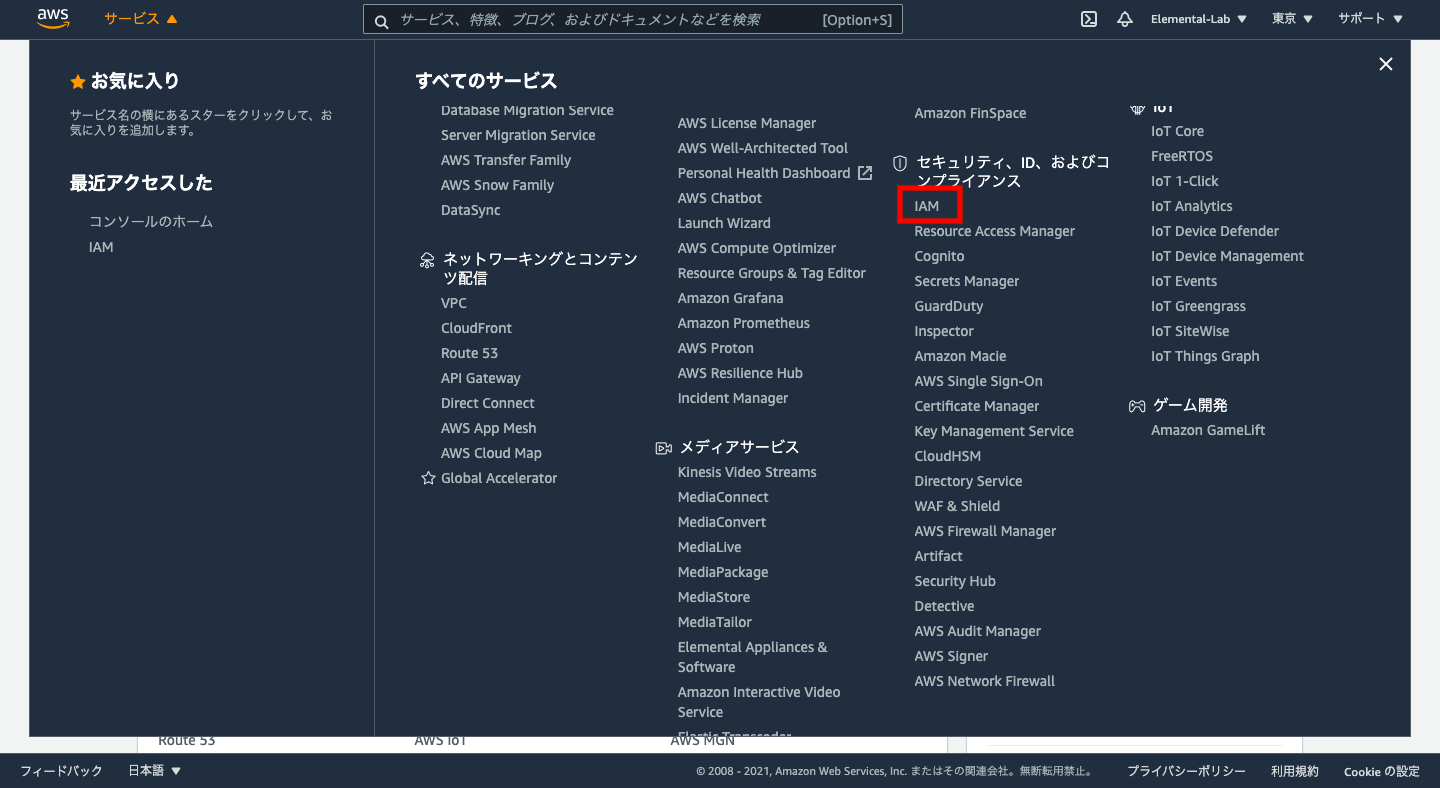 aws
サービス
サービス、特徴、ブログ、およびドキュメントなどを検索
[Option+S]
Elemental-Lab
東京
サポート
お気に入り
サービス名の横にあるスターをクリックして、お
気に入りを追加します。
最近アクセスした
コンソールのホーム
IAM
すべてのサービス
Database Migration Service
Server Migration Service
AWS Transfer Family
AWS Snow Family
DataSync
ネットワーキングとコンテン
ツ配信
VPC
CloudFront
Route 53
API Gateway
Direct Connect
AWS App Mesh
AWS Cloud Map
Global Accelerator
AWS License Manager
AWS Well-Architected Tool
Personal Health Dashboard
AWS Chatbot
Launch Wizard
AWS Compute Optimizer
Resource Groups & Tag Editor
Amazon Grafana
Amazon Prometheus
AWS Proton
AWS Resilience Hub
Incident Manager
メディアサービス
Kinesis Video Streams
MediaConnect
MediaConvert
MediaLive
MediaPackage
MediaStore
MediaTailor
Elemental Appliances &
Software
Amazon Interactive Video
Service
Elastic Transcoder
Amazon FinSpace
セキュリティ、ID、およびコ
ンプライアンス
IAM
Resource Access Manager
Cognito
Secrets Manager
GuardDuty
Inspector
Amazon Macie
AWS Single Sign-On
Certificate Manager
Key Management Service
CloudHSM
Directory Service
WAF & Shield
AWS Firewall Manager
Artifact
Security Hub
Detective
AWS Audit Manager
AWS Signer
AWS Network Firewall
IoT
IoT Core
FreeRTOS
IoT 1-Click
IoT Analytics
IoT Device Defender
IoT Device Management
IoT Events
IoT Greengrass
IoT SiteWise
IoT Things Graph
ゲーム開発
Amazon GameLift
Route 53
AWS IoT
AWS MGN
フィードバック
日本語
© 2008 - 2021, Amazon Web Services, Inc. またはその関連会社。無断転用禁止。
プライバシーポリシー
利用規約
Cookie の設定